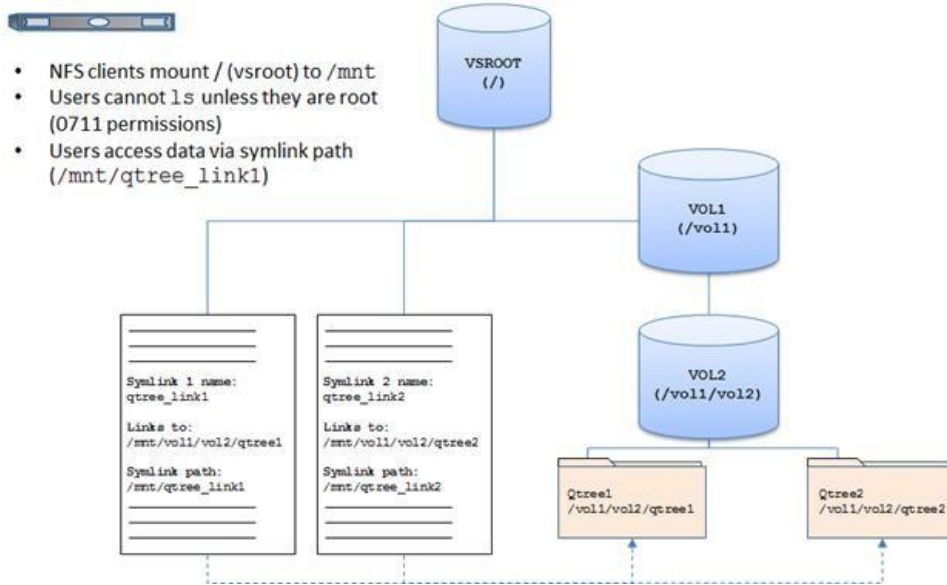 • NFS clients mount / (vsroot) to /mnt
• Users cannot ls unless they are root
(0711 permissions)
• Users access data via symlink path
(/mnt/qtree_link1)
VSROOT
(/)
VOL1
(/vol1)
VOL2
(/vol1/vol2)
Symlink 1 name:
qtree_link1
Links to:
/mnt/vol1/vol2/qtree1
Symlink path:
/mnt/qtree_link1
Symlink 2 name:
qtree_link2
Links to:
/mnt/vol1/vol2/qtree2
Symlink path:
/mnt/qtree_link2
Qtree1
/vol1/vol2/qtree1
Qtree2
/vol1/vol2/qtree2